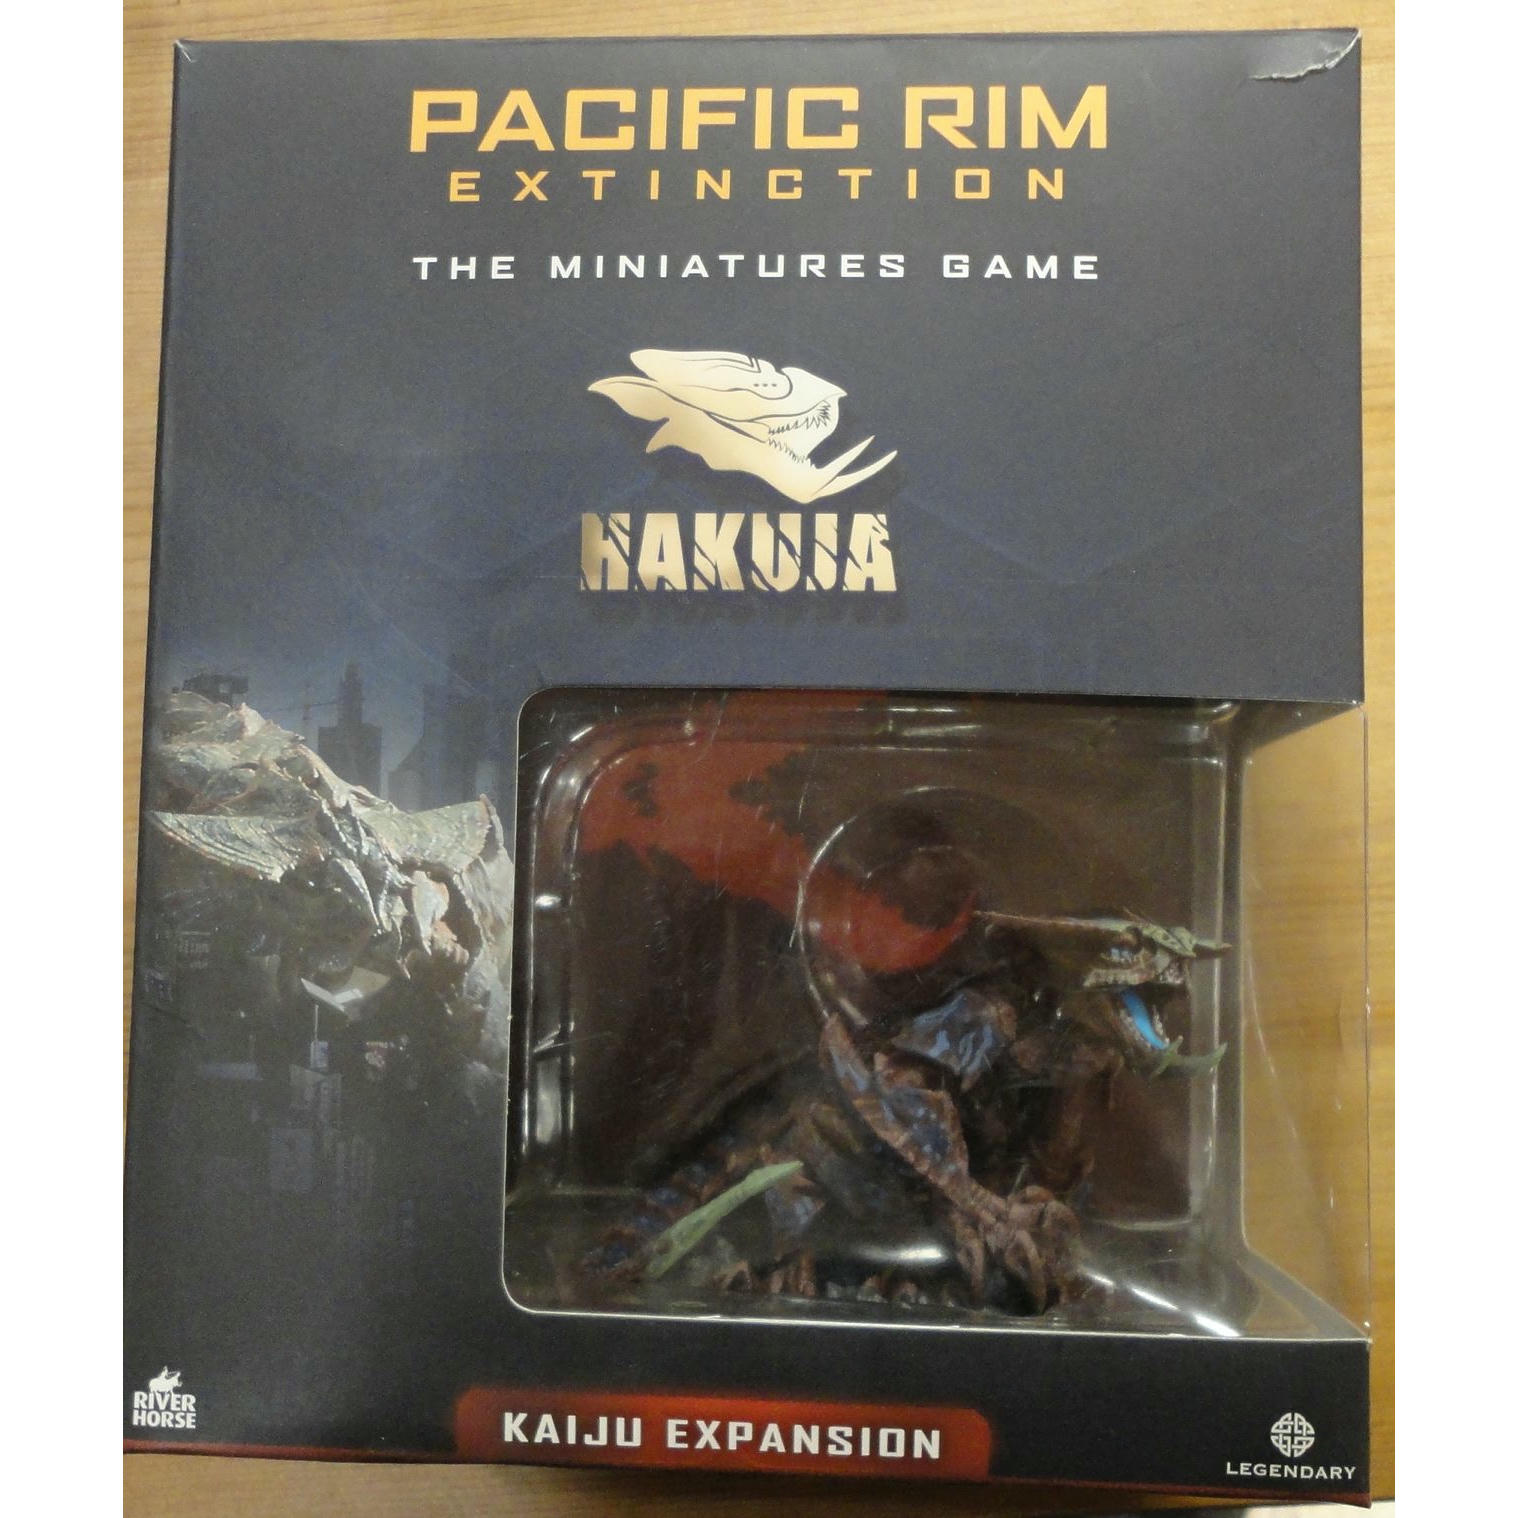 PACIFIC RIM
EXTINCTION
THE MINIATURES GAME
HAKUJA
RIVER
HORSE
KAIJU EXPANSION
LEGENDARY